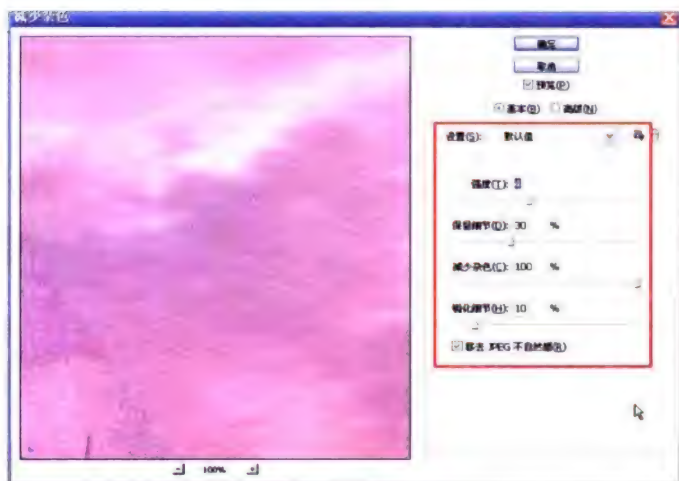 减少杂色
确定
取消
预览(P)
基本(B) 高级(N)
设置(S): 默认值
强度(T):
保留细节(D): 30 %
减少杂色(C): 100 %
锐化细节(H): 10 %
移去 JPEG 不自然感(R)
- 100% +